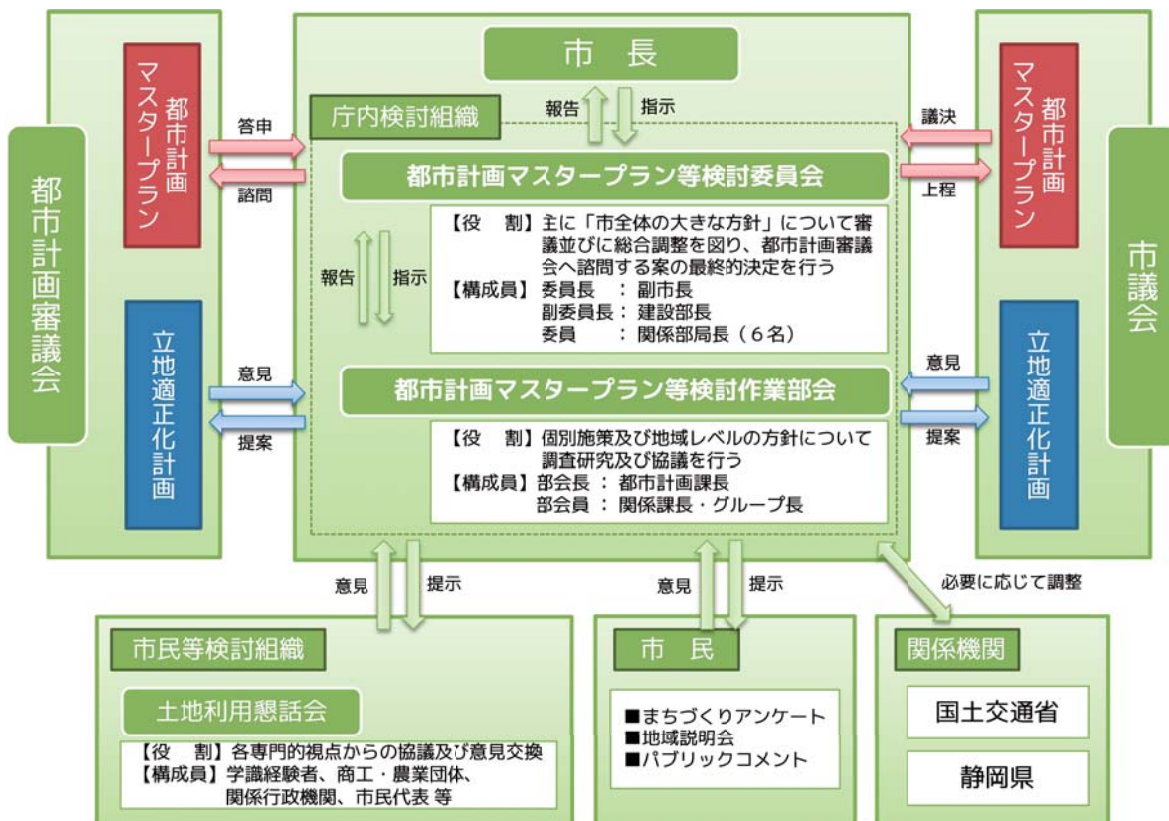 市 長
報告
指示
庁内検討組織
都市計画マスタープラン等検討委員会
【役 割】主に「市全体の大きな方針」について審
議並びに総合調整を図り、都市計画審議
会へ諮問する案の最終的決定を行う
【構成員】委員長 ：副市長
副委員長：建設部長
委員 ：関係部局長（６名）
報告
指示
都市計画マスタープラン等検討作業部会
【役 割】個別施策及び地域レベルの方針について
調査研究及び協議を行う
【構成員】部会長：都市計画課長
部会員：関係課長・グループ長
都市計画審議会
都市計画
マスタープラン
答申
諮問
立地適正化計画
意見
提案
市議会
都市計画
マスタープラン
議決
上程
立地適正化計画
意見
提案
意見
提示
意見
提示
必要に応じて調整
市民等検討組織
土地利用懇話会
【役 割】各専門的視点からの協議及び意見交換
【構成員】学識経験者、商工・農業団体、
関係行政機関、市民代表 等
市 民
■まちづくりアンケート
■地域説明会
■パブリックコメント
関係機関
国土交通省
静岡県